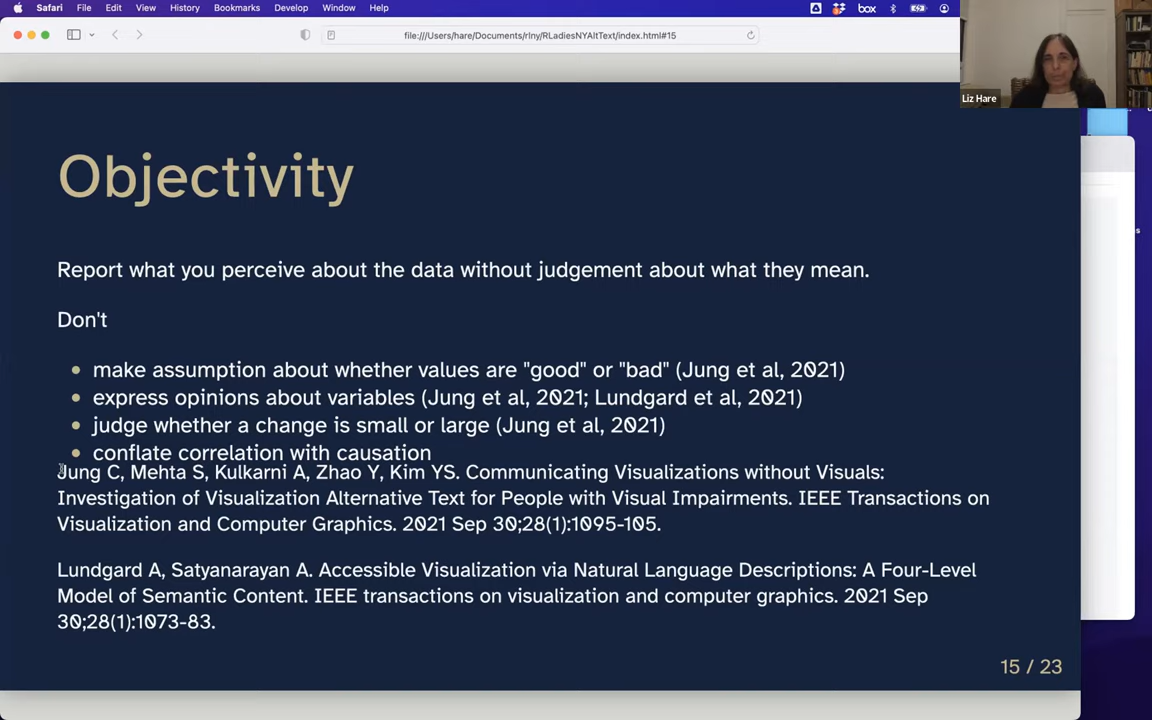 Safari File Edit View History Bookmarks Develop Window Help box
file:///Users/hare/Documents/rlny/RLadiesNYAltText/index.html#15
Liz Hare
Objectivity
Report what you perceive about the data without judgement about what they mean.
Don't
make assumption about whether values are "good" or "bad" (Jung et al, 2021)
express opinions about variables (Jung et al, 2021; Lundgard et al, 2021)
judge whether a change is small or large (Jung et al, 2021)
conflate correlation with causation
Jung C, Mehta S, Kulkarni A, Zhao Y, Kim YS. Communicating Visualizations without Visuals:
Investigation of Visualization Alternative Text for People with Visual Impairments. IEEE Transactions on
Visualization and Computer Graphics. 2021 Sep 30;28(1):1095-105.
Lundgard A, Satyanarayan A. Accessible Visualization via Natural Language Descriptions: A Four-Level
Model of Semantic Content. IEEE transactions on visualization and computer graphics. 2021 Sep
30;28(1):1073-83.
15 / 23